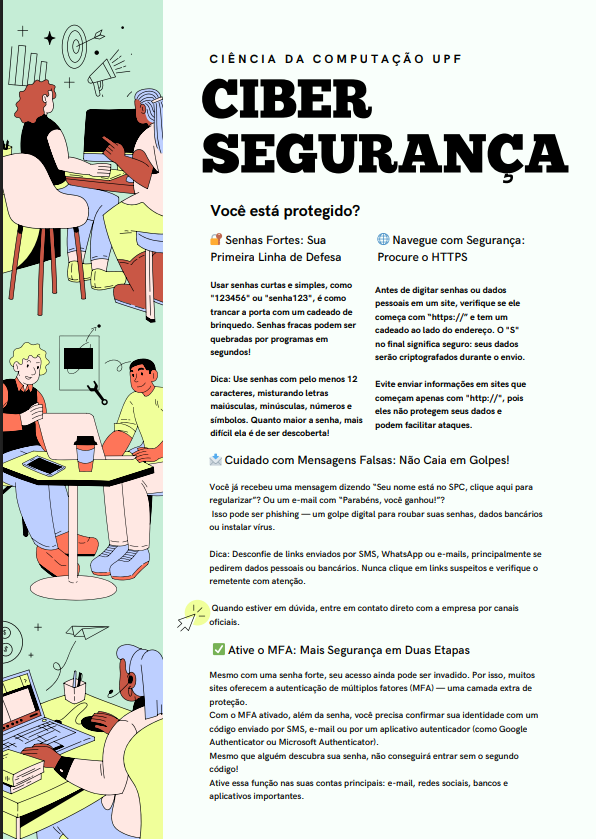 CIÊNCIA DA COMPUTAÇÃO UPF
CIBER
SEGURANÇA
Você está protegido?
🔐 Senhas Fortes: Sua
Primeira Linha de Defesa
Usar senhas curtas e simples, como
"123456" ou "senha123", é como
trancar a porta com um cadeado de
brinquedo. Senhas fracas podem ser
quebradas por programas em
segundos!
Dica: Use senhas com pelo menos 12
caracteres, misturando letras
maiúsculas, minúsculas, números e
símbolos. Quanto maior a senha, mais
difícil ela é de ser descoberta!
🌐 Navegue com Segurança:
Procure o HTTPS
Antes de digitar senhas ou dados
pessoais em um site, verifique se ele
começa com “https://” e tem um
cadeado ao lado do endereço. O "S"
no final significa seguro: seus dados
serão criptografados durante o envio.
Evite enviar informações em sites que
começam apenas com "http://", pois
eles não protegem seus dados e
podem facilitar ataques.
📩 Cuidado com Mensagens Falsas: Não Caia em Golpes!
Você já recebeu uma mensagem dizendo “Seu nome está no SPC, clique aqui para
regularizar”? Ou um e-mail com “Parabéns, você ganhou!”?
Isso pode ser phishing — um golpe digital para roubar suas senhas, dados bancários
ou instalar vírus.
Dica: Desconfie de links enviados por SMS, WhatsApp ou e-mails, principalmente se
pedirem dados pessoais ou bancários. Nunca clique em links suspeitos e verifique o
remetente com atenção.
Quando estiver em dúvida, entre em contato direto com a empresa por canais
oficiais.
✅ Ative o MFA: Mais Segurança em Duas Etapas
Mesmo com uma senha forte, seu acesso ainda pode ser invadido. Por isso, muitos
sites oferecem a autenticação de múltiplos fatores (MFA) — uma camada extra de
proteção.
Com o MFA ativado, além da senha, você precisa confirmar sua identidade com um
código enviado por SMS, e-mail ou por um aplicativo autenticador (como Google
Authenticator ou Microsoft Authenticator).
Mesmo que alguém descubra sua senha, não conseguirá entrar sem o segundo
código!
Ative essa função nas suas contas principais: e-mail, redes sociais, bancos e
aplicativos importantes.